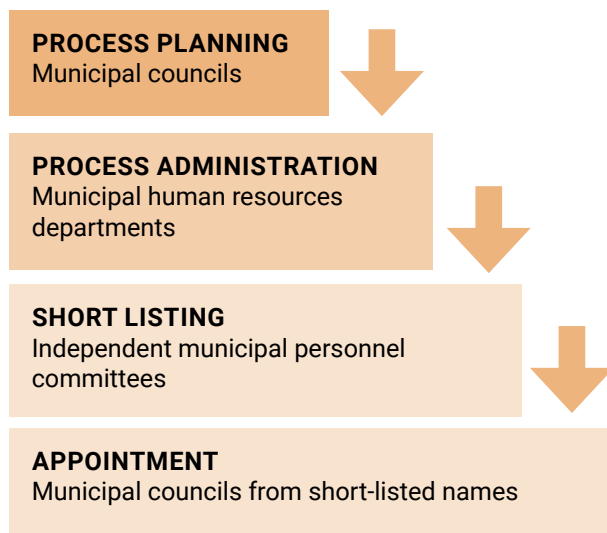 PROCESS PLANNING
Municipal councils
PROCESS ADMINISTRATION
Municipal human resources
departments
SHORT LISTING
Independent municipal personnel
committees
APPOINTMENT
Municipal councils from short-listed names